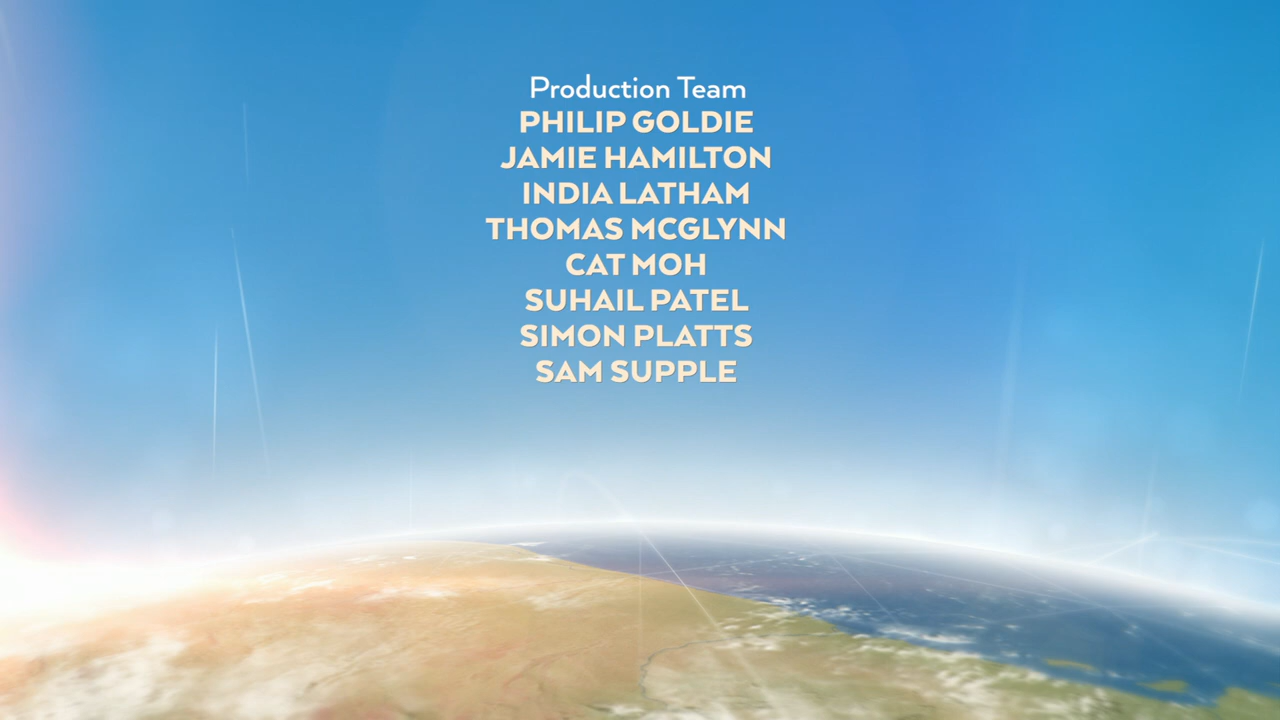 Production Team
PHILIP GOLDIE
JAMIE HAMILTON
INDIA LATHAM
THOMAS MCGLYNN
CAT MOH
SUHAIL PATEL
SIMON PLATTS
SAM SUPPLE